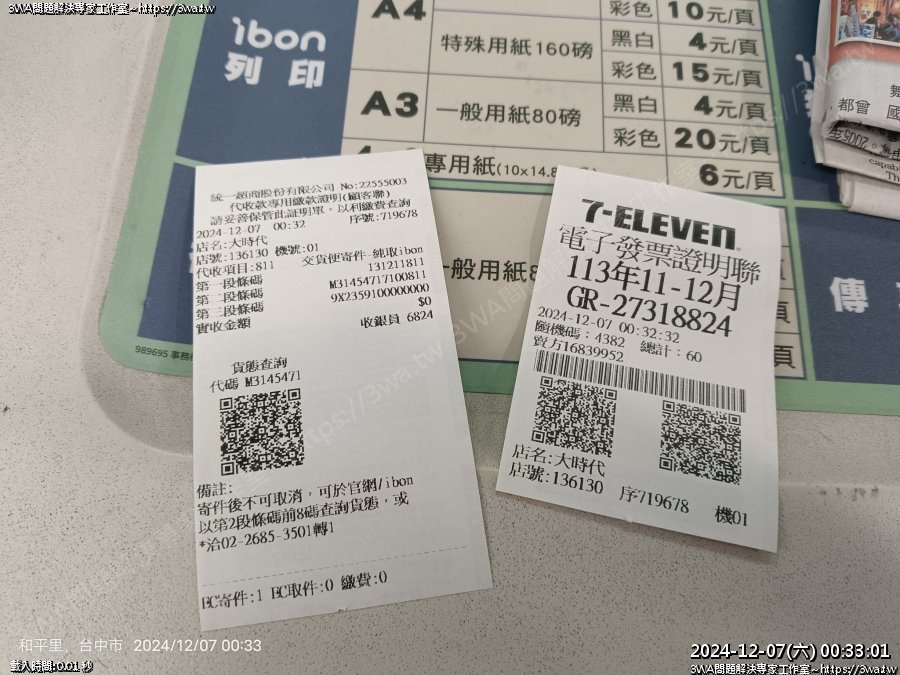 3WA問題解決專家工作室~https://3wa.tw
ibon
列印
A4
彩色 10元/頁
特殊用紙160磅
黑白 4元/頁
彩色 15元/頁
A3
一般用紙80磅
黑白 4元/頁
彩色 20元/頁
專用紙(10x14.8
6元/頁
般用紙8
頁
頁
傳
989695 事務
都會 國
2005
capab
Th
統一超商股份有限公司 No:22555003
代收款專用繳款證明(顧客聯)
請妥善保管此証明單，以利繳費查詢
2024-12-07 00:32 序號:719678
店名:大時代
店號:136130 機號:01
代收項目:811 交貨便寄件-純取ibon
第一段條碼 131211811
第二段條碼 M31454717100811
第三段條碼 9X2359100000000
實收金額 $0
收銀員 6824
貨態查詢
代碼 M3145471
備註:
寄件後不可取消，可於官網/ibon
以第2段條碼前8碼查詢貨態，或
*洽02-2685-3501轉1
EC寄件:1 EC取件:0 繳費:0
7-ELEVEn
電子發票證明聯
113年11-12月
GR-27318824
2024-12-07 00:32:32
隨機碼：4382 總計：60
賣方16839952
店名:大時代
店號:136130 序719678 機01
和平里，台中市 2024/12/07 00:33
載入時間:0.01 秒
2024-12-07(六) 00:33:01
3WA問題解決專家工作室~https://3wa.tw